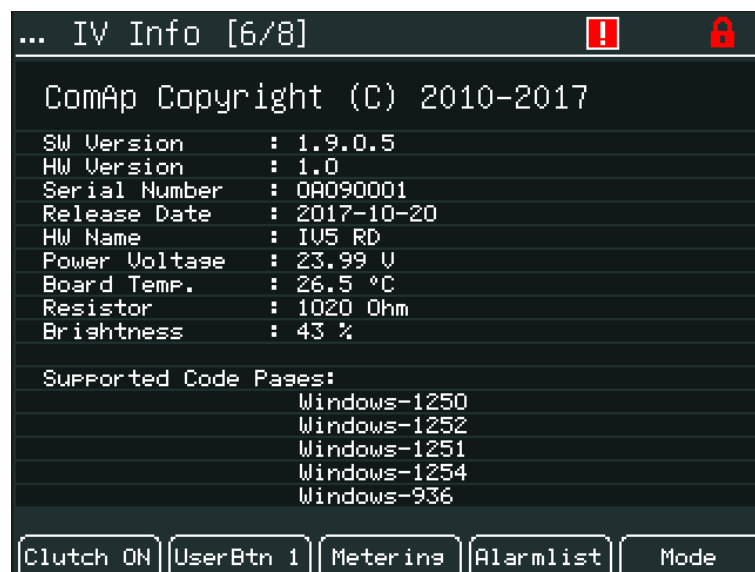 ... IV Info [6/8]
!
ComAp Copyright (C) 2010-2017
SW Version : 1.9.0.5
HW Version : 1.0
Serial Number : 0A090001
Release Date : 2017-10-20
HW Name : IV5 RD
Power Voltage : 23.99 V
Board Temp. : 26.5 °C
Resistor : 1020 Ohm
Brightness : 43 %
Supported Code Pages:
Windows-1250
Windows-1252
Windows-1251
Windows-1254
Windows-936
Clutch ON UserBtn 1 Metering Alarmlist Mode